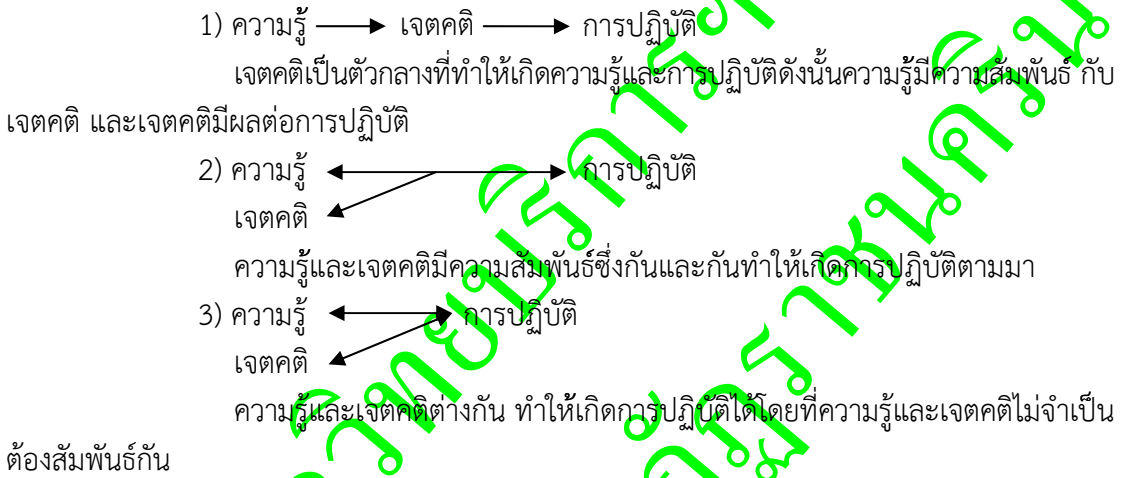 1) ความรู้ เจตคติ การปฏิบัติ
เจตคติเป็นตัวกลางที่ทำให้เกิดความรู้และการปฏิบัติดังนั้นความรู้มีความสัมพันธ์ กับ
เจตคติ และเจตคติมีผลต่อการปฏิบัติ
2) ความรู้ การปฏิบัติ
เจตคติ
ความรู้และเจตคติมีความสัมพันธ์ซึ่งกันและกันทำให้เกิดการปฏิบัติตามมา
3) ความรู้ การปฏิบัติ
เจตคติ
ความรู้และเจตคติต่างกัน ทำให้เกิดการปฏิบัติได้โดยที่ความรู้และเจตคติไม่จำเป็น
ต้องสัมพันธ์กัน